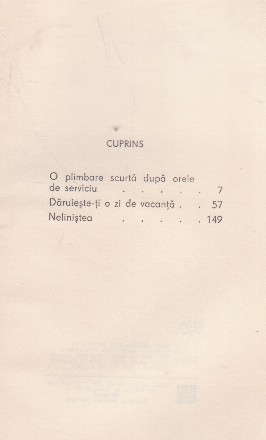 CUPRINS
O plimbare scurtă după orele
de serviciu . . . . . 7
Dăruiește-ți o zi de vacanță . . 57
Neliniștea . . . . . 149